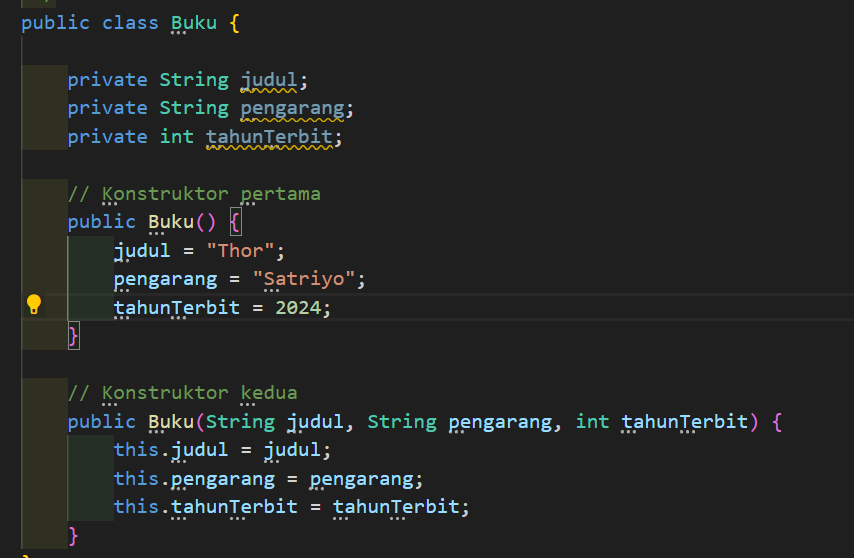 public class Buku {
private String judul;
private String pengarang;
private int tahunTerbit;
// Konstruktor pertama
public Buku() {
judul = "Thor";
pengarang = "Satriyo";
tahunTerbit = 2024;
}
// Konstruktor kedua
public Buku(String judul, String pengarang, int tahunTerbit) {
this.judul = judul;
this.pengarang = pengarang;
this.tahunTerbit = tahunTerbit;
}